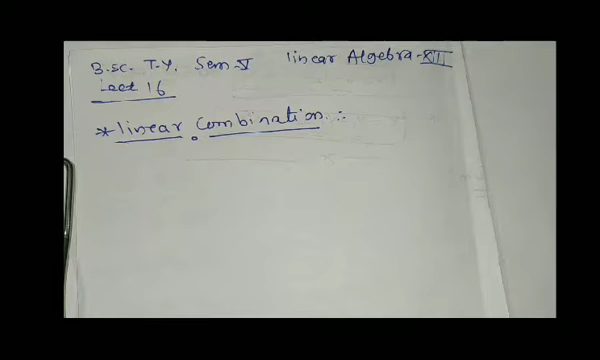 B.sc. T.Y. Sem-V linear Algebra-XII
Lect 16
*linear combination :-